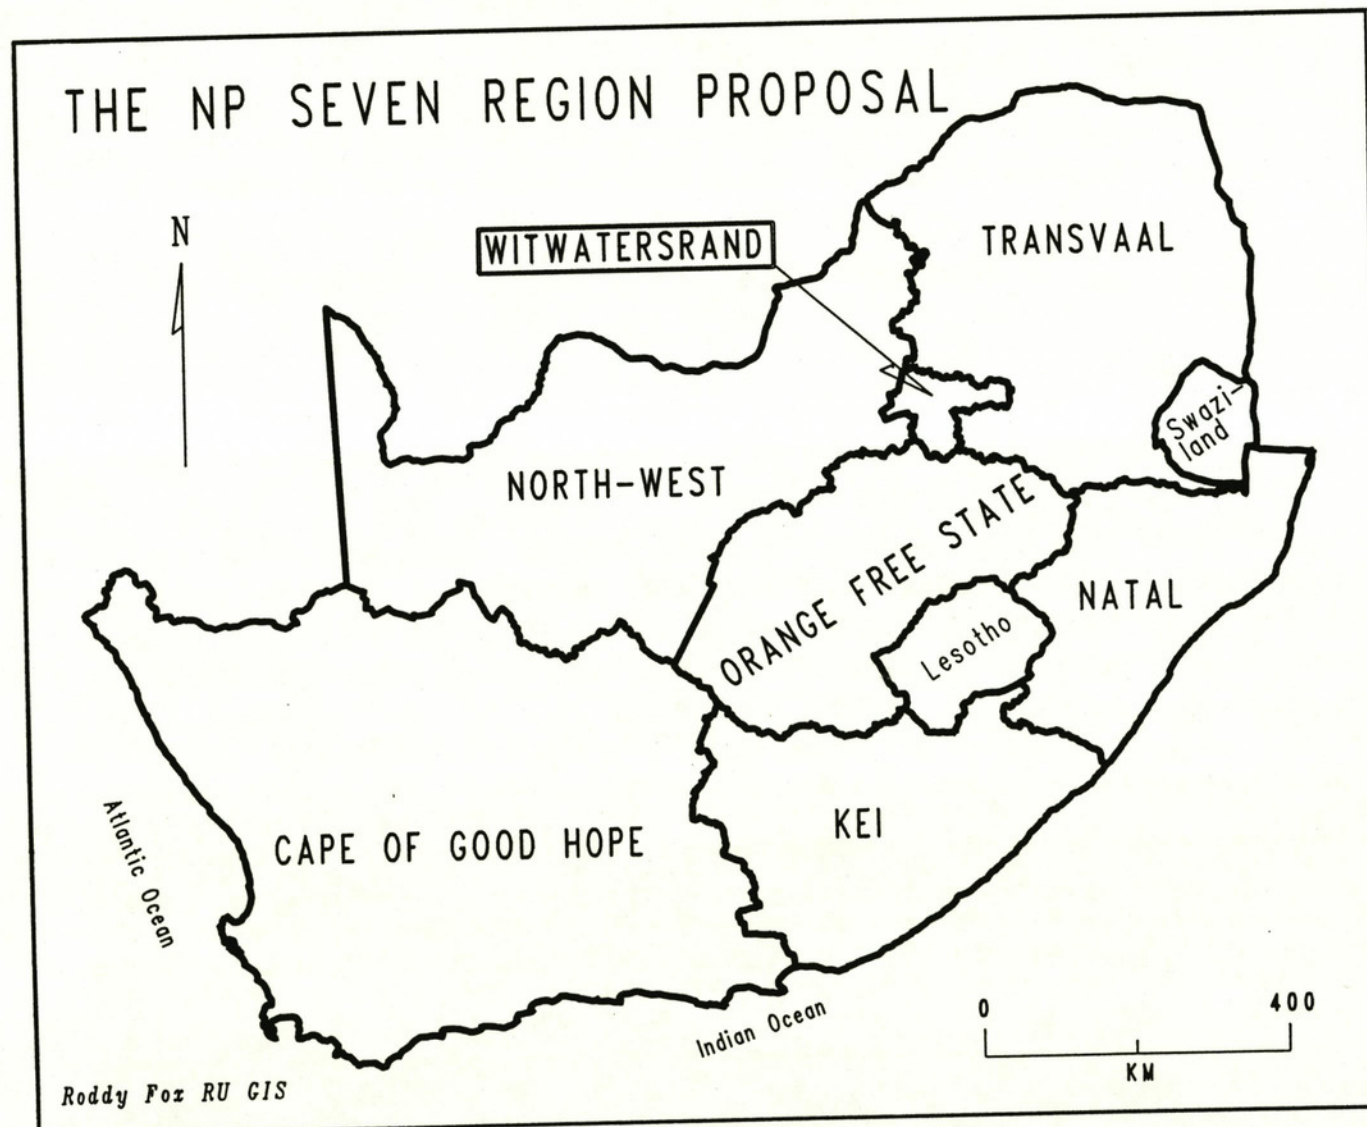 THE NP SEVEN REGION PROPOSAL
N
WITWATERSRAND
TRANSVAAL
Swazi-
land
NORTH-WEST
ORANGE FREE STATE
NATAL
Lesotho
KEI
CAPE OF GOOD HOPE
Atlantic Ocean
Indian Ocean
0 400
KM
Roddy Fox RU GIS